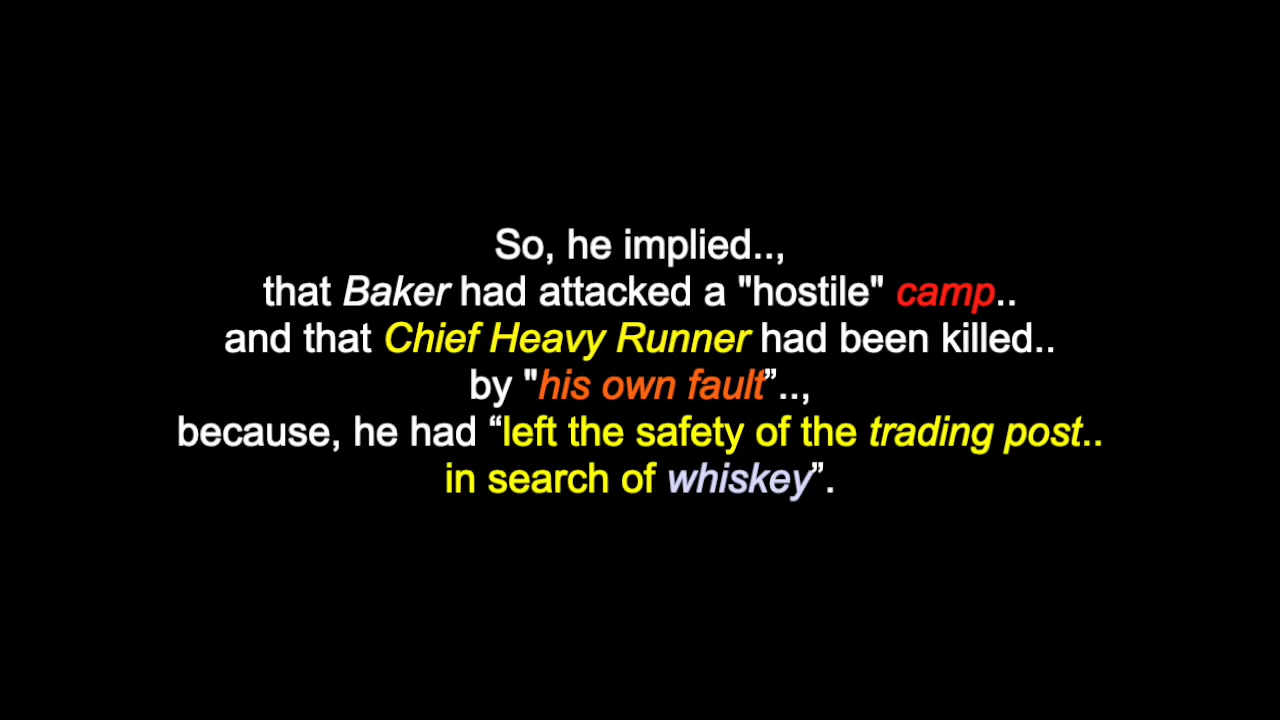 So, he implied..,
that Baker had attacked a "hostile" camp..
and that Chief Heavy Runner had been killed..
by "his own fault”..,
because, he had “left the safety of the trading post..
in search of whiskey”.